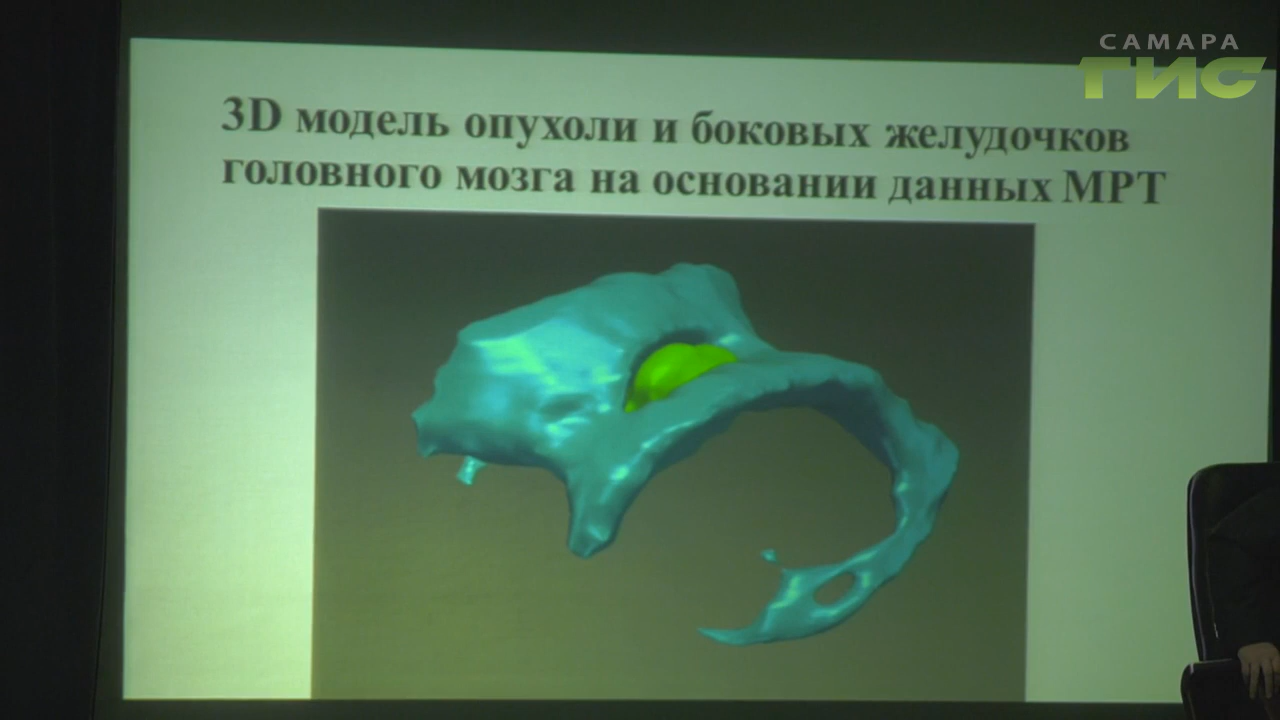 САМАРА
ГИС
3D модель опухоли и боковых желудочков
головного мозга на основании данных МРТ